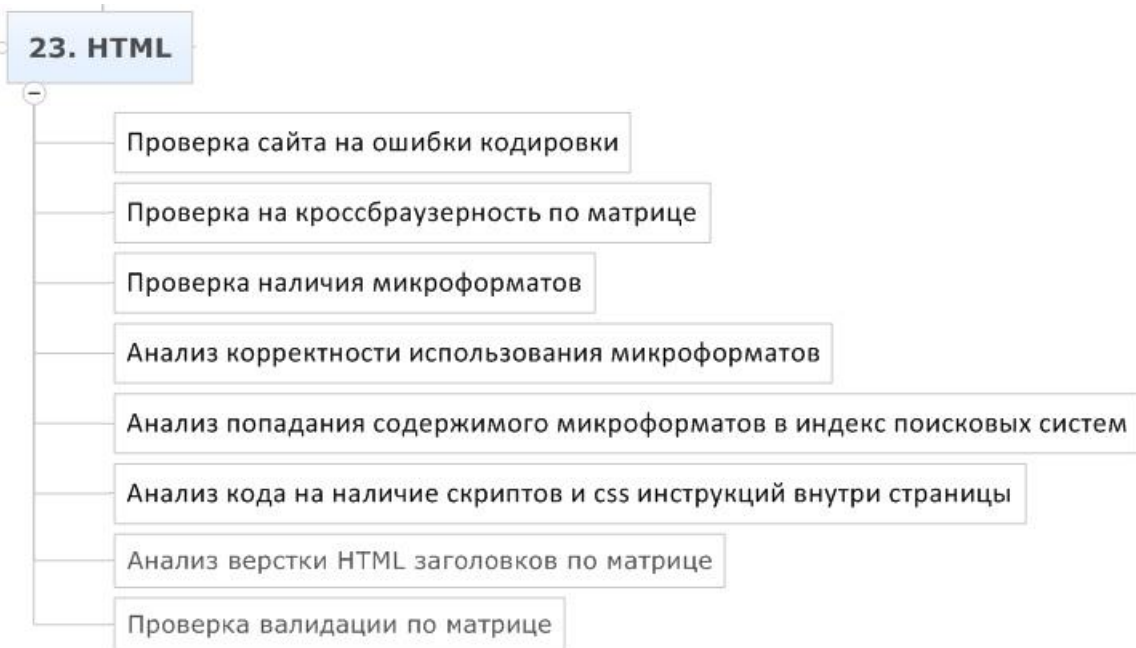 23. HTML
Проверка сайта на ошибки кодировки
Проверка на кроссбраузерность по матрице
Проверка наличия микроформатов
Анализ корректности использования микроформатов
Анализ попадания содержимого микроформатов в индекс поисковых систем
Анализ кода на наличие скриптов и css инструкций внутри страницы
Анализ верстки HTML заголовков по матрице
Проверка валидации по матрице